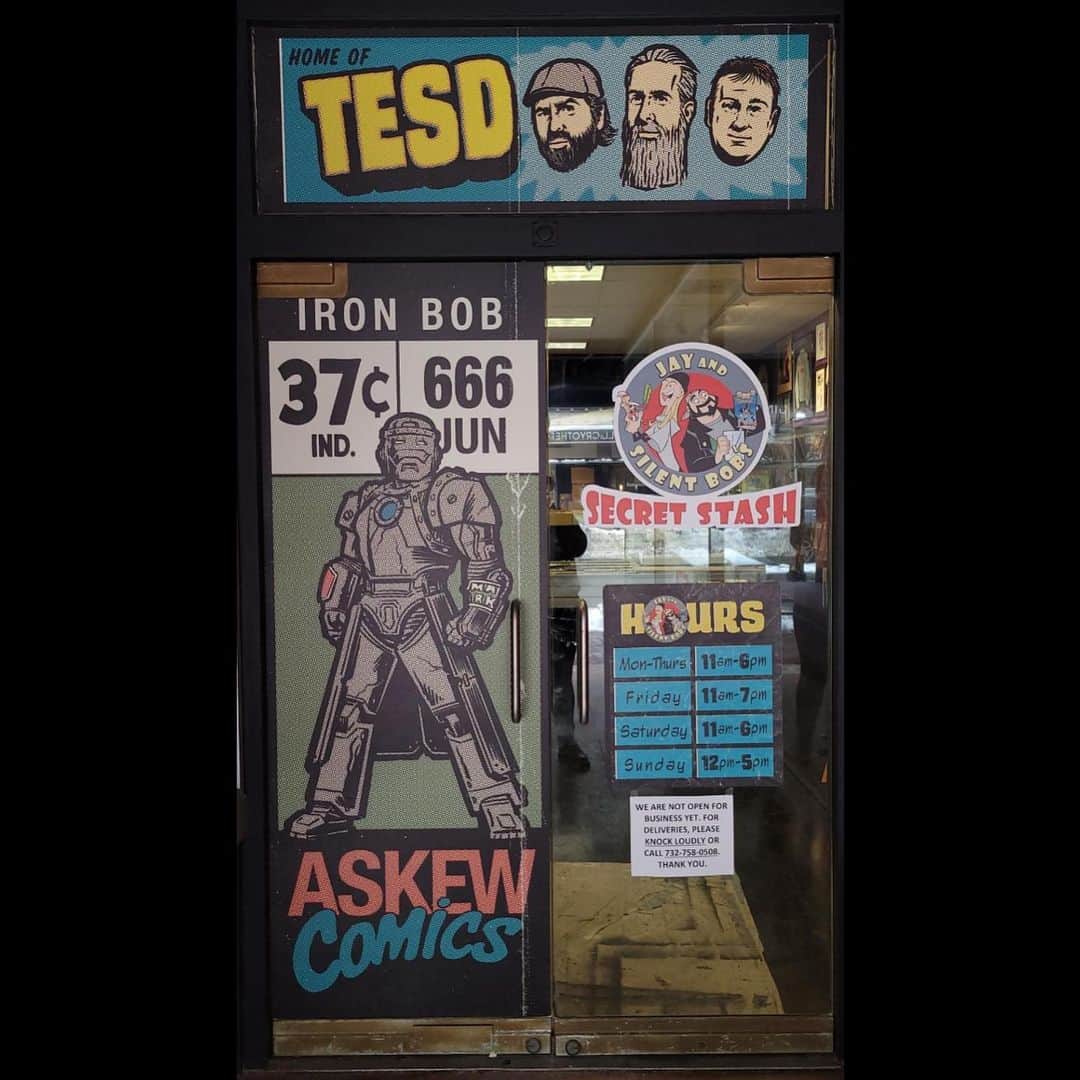 HOME OF
TESD
IRON BOB
37¢
IND.
666
JUN
MA
RK
ASKEW
Comics
JAY AND
SILENT BOB'S
SECRET STASH
HOURS
Mon-Thurs 11am-6pm
Friday 11am-7pm
Saturday 11am-6pm
Sunday 12pm-5pm
WE ARE NOT OPEN FOR
BUSINESS YET. FOR
DELIVERIES, PLEASE
KNOCK LOUDLY OR
CALL 732-758-0508.
THANK YOU.